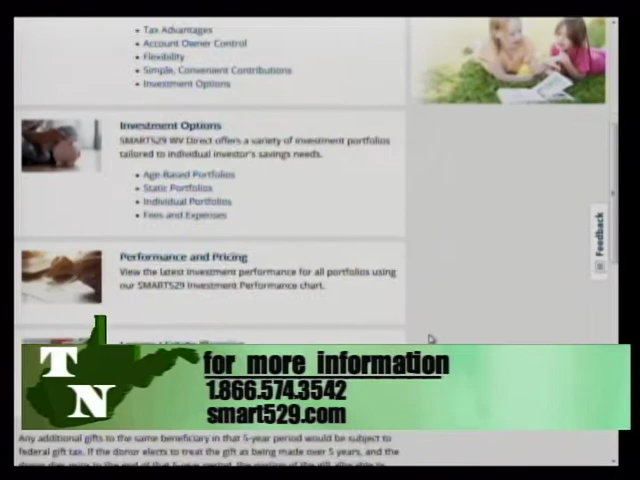 Tax Advantages
Account Owner Control
Flexibility
Simple, Convenient Contributions
Investment Options
Investment Options
SMART529 WV Direct offers a variety of investment portfolios
tailored to individual investor's savings needs.
Age-Based Portfolios
Static Portfolios
Individual Portfolios
Fees and Expenses
Feedback
Performance and Pricing
View the latest investment performance for all portfolios using
our SMART529 Investment Performance chart.
T N
for more information
1.866.574.3542
smart529.com
Any additional gifts to the same beneficiary in that 5-year period would be subject to
federal gift tax. If the donor elects to treat the gift as being made over 5 years, and the